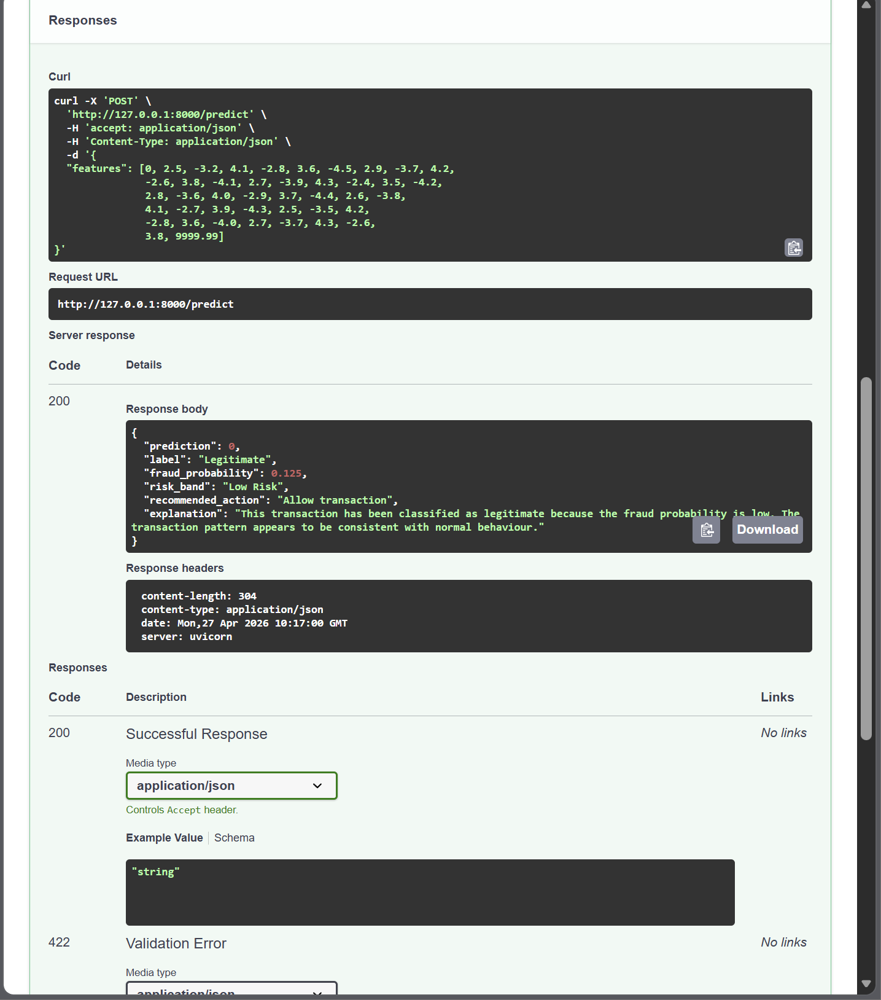 Responses
Curl
curl -X 'POST' \
'http://127.0.0.1:8000/predict' \
-H 'accept: application/json' \
-H 'Content-Type: application/json' \
-d '{
"features": [0, 2.5, -3.2, 4.1, -2.8, 3.6, -4.5, 2.9, -3.7, 4.2,
-2.6, 3.8, -4.1, 2.7, -3.9, 4.3, -2.4, 3.5, -4.2,
2.8, -3.6, 4.0, -2.9, 3.7, -4.4, 2.6, -3.8,
4.1, -2.7, 3.9, -4.3, 2.5, -3.5, 4.2,
-2.8, 3.6, -4.0, 2.7, -3.7, 4.3, -2.6,
3.8, 9999.99]
}'
Request URL
http://127.0.0.1:8000/predict
Server response
Code Details
200
Response body
{
"prediction": 0,
"label": "Legitimate",
"fraud_probability": 0.125,
"risk_band": "Low Risk",
"recommended_action": "Allow transaction",
"explanation": "This transaction has been classified as legitimate because the fraud probability is low. The
transaction pattern appears to be consistent with normal behaviour."
}
Download
Response headers
content-length: 304
content-type: application/json
date: Mon,27 Apr 2026 10:17:00 GMT
server: uvicorn
Responses
Code Description Links
200 Successful Response No links
Media type
application/json
Controls Accept header.
Example Value Schema
"string"
422 Validation Error No links
Media type
application/json